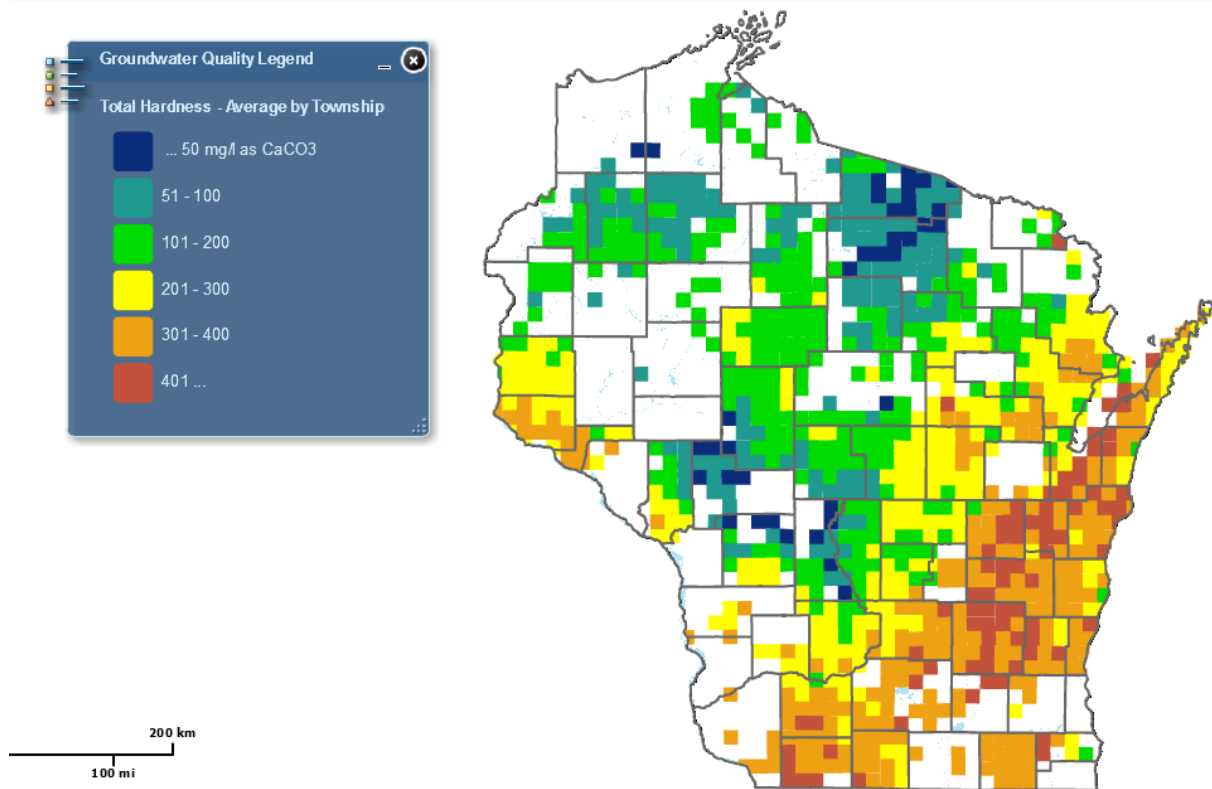 Groundwater Quality Legend
Total Hardness - Average by Township
... 50 mg/l as CaCO3
51 - 100
101 - 200
201 - 300
301 - 400
401 ...
200 km
100 mi